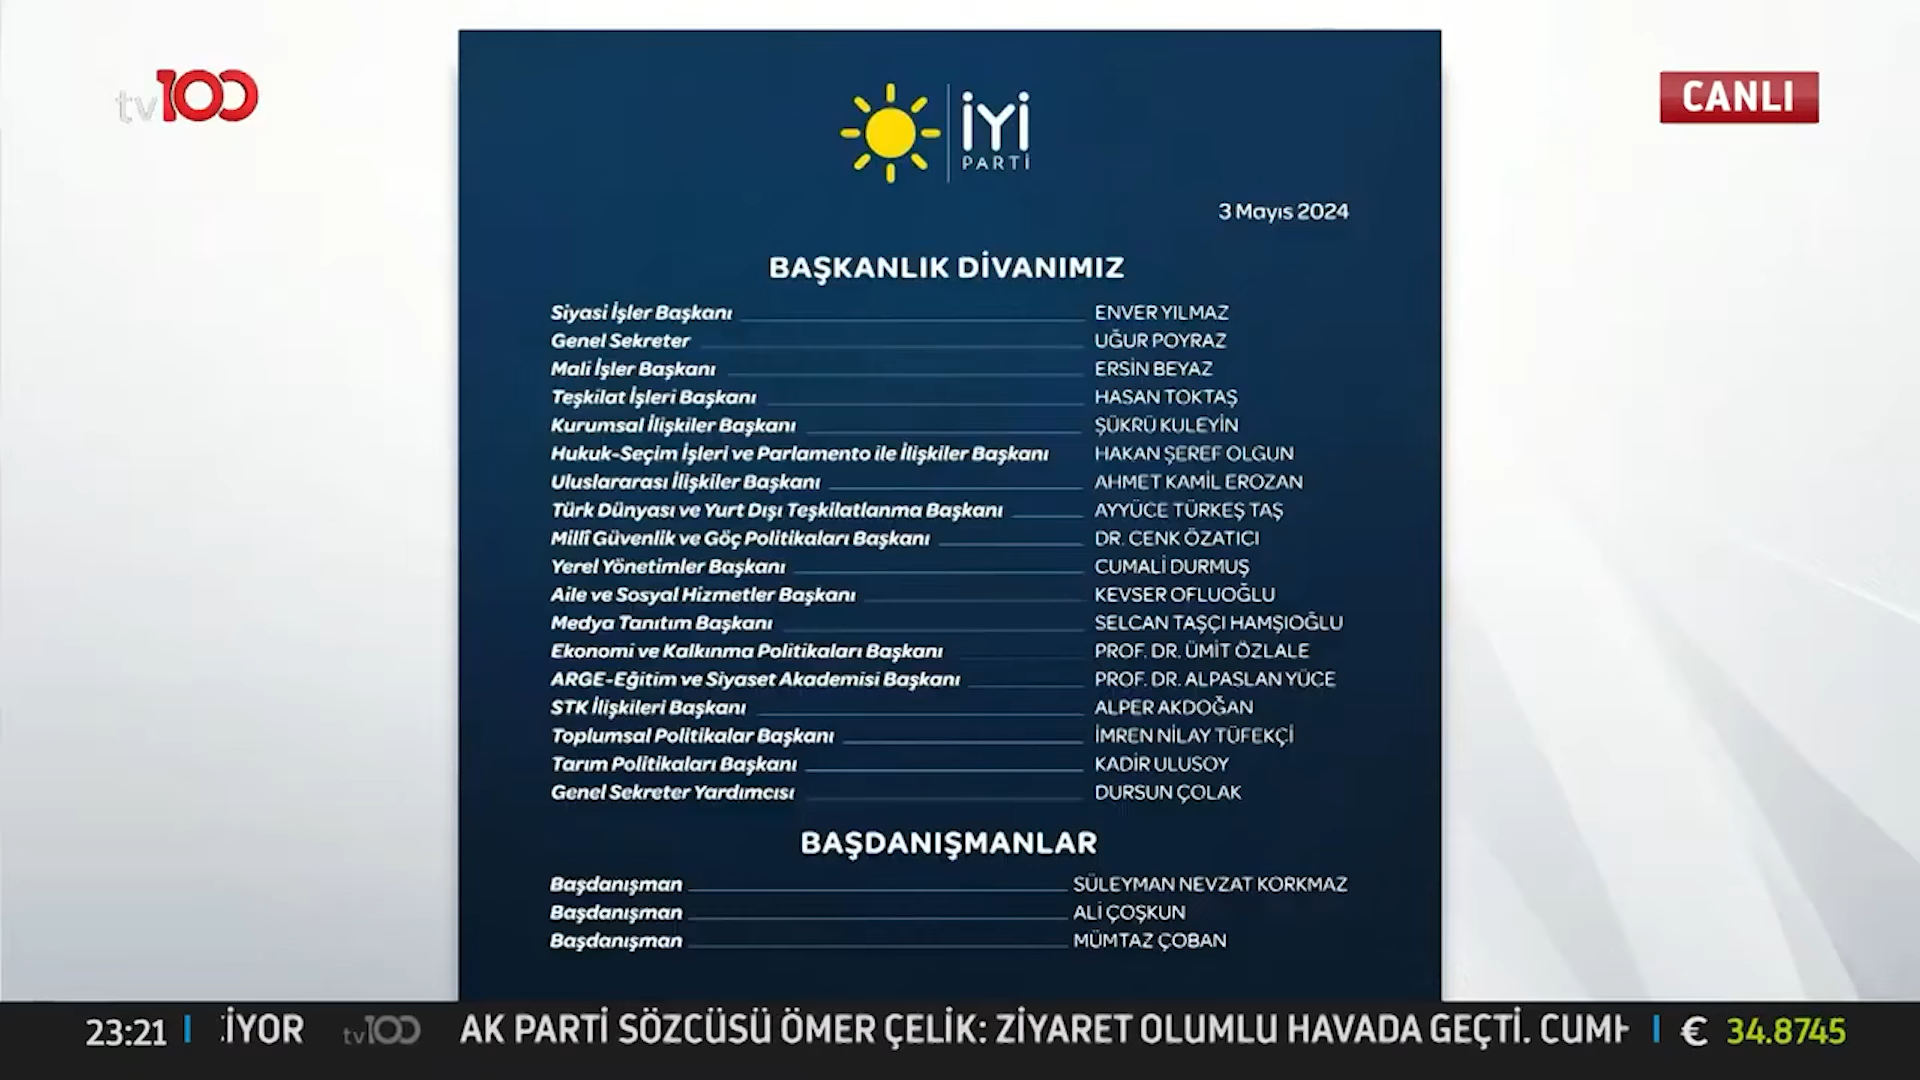 tv100
CANLI
İYİ
PARTİ
3 Mayıs 2024
BAŞKANLIK DİVANIMIZ
Siyasi İşler Başkanı ENVER YILMAZ
Genel Sekreter UĞUR POYRAZ
Mali İşler Başkanı ERSİN BEYAZ
Teşkilat İşleri Başkanı HASAN TOKTAŞ
Kurumsal İlişkiler Başkanı ŞÜKRÜ KULEYİN
Hukuk-Seçim İşleri ve Parlamento ile İlişkiler Başkanı HAKAN ŞEREF OLGUN
Uluslararası İlişkiler Başkanı AHMET KAMİL EROZAN
Türk Dünyası ve Yurt Dışı Teşkilatlanma Başkanı AYYÜCE TÜRKEŞ TAŞ
Millî Güvenlik ve Göç Politikaları Başkanı DR. CENK ÖZATICI
Yerel Yönetimler Başkanı CUMALİ DURMUŞ
Aile ve Sosyal Hizmetler Başkanı KEVSER OFLUOĞLU
Medya Tanıtım Başkanı SELCAN TAŞÇI HAMŞIOĞLU
Ekonomi ve Kalkınma Politikaları Başkanı PROF. DR. ÜMİT ÖZLALE
ARGE-Eğitim ve Siyaset Akademisi Başkanı PROF. DR. ALPASLAN YÜCE
STK İlişkileri Başkanı ALPER AKDOĞAN
Toplumsal Politikalar Başkanı İMREN NİLAY TÜFEKÇİ
Tarım Politikaları Başkanı KADİR ULUSOY
Genel Sekreter Yardımcısı DURSUN ÇOLAK
BAŞDANIŞMANLAR
Başdanışman SÜLEYMAN NEVZAT KORKMAZ
Başdanışman ALİ ÇOŞKUN
Başdanışman MÜMTAZ ÇOBAN
23:21 İYOR tv100 AK PARTİ SÖZCÜSÜ ÖMER ÇELİK: ZİYARET OLUMLU HAVADA GEÇTİ. CUM € 34.8745